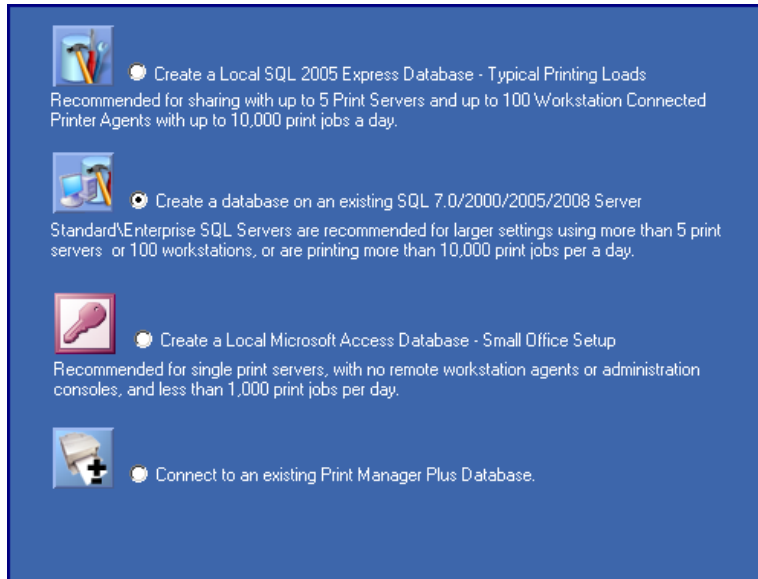 Create a Local SQL 2005 Express Database - Typical Printing Loads
Recommended for sharing with up to 5 Print Servers and up to 100 Workstation Connected
Printer Agents with up to 10,000 print jobs a day.
Create a database on an existing SQL 7.0/2000/2005/2008 Server
Standard\Enterprise SQL Servers are recommended for larger settings using more than 5 print
servers or 100 workstations, or are printing more than 10,000 print jobs per a day.
Create a Local Microsoft Access Database - Small Office Setup
Recommended for single print servers, with no remote workstation agents or administration
consoles, and less than 1,000 print jobs per day.
Connect to an existing Print Manager Plus Database.